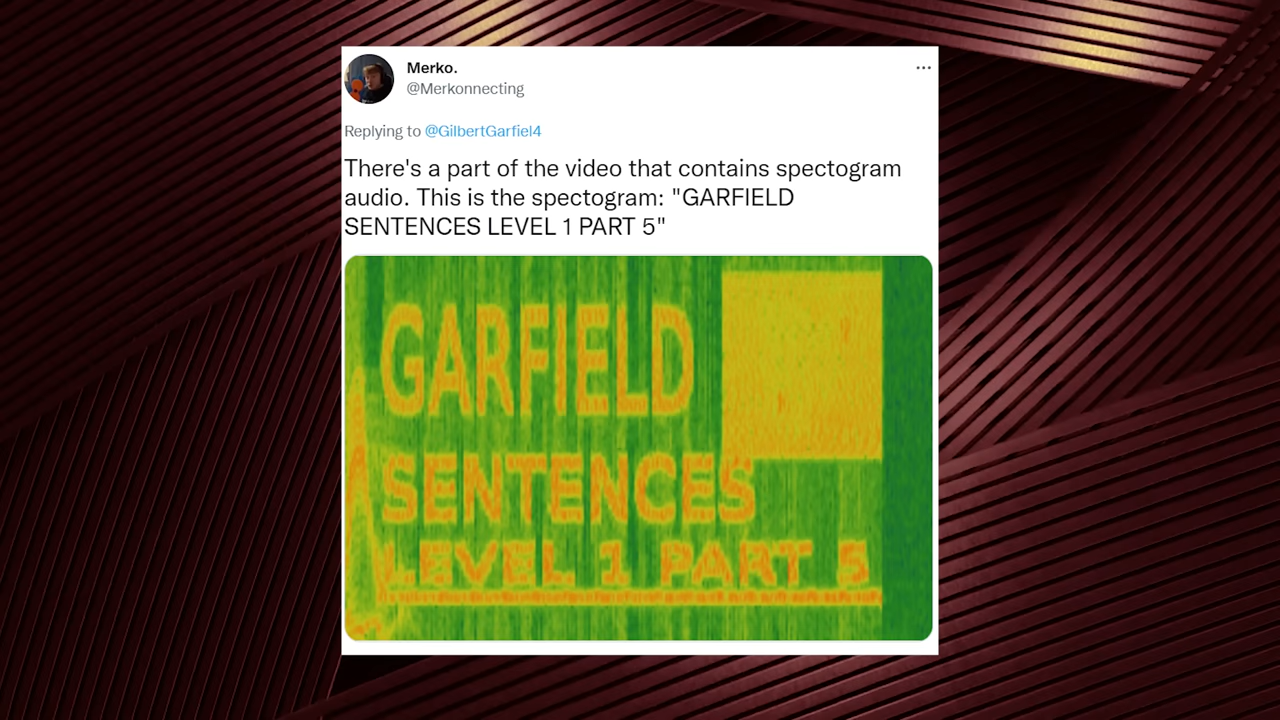 Merko.
@Merkonnecting
Replying to @GilbertGarfiel4
There's a part of the video that contains spectogram
audio. This is the spectogram: "GARFIELD
SENTENCES LEVEL 1 PART 5"
GARFIELD
SENTENCES
LEVEL 1 PART 5